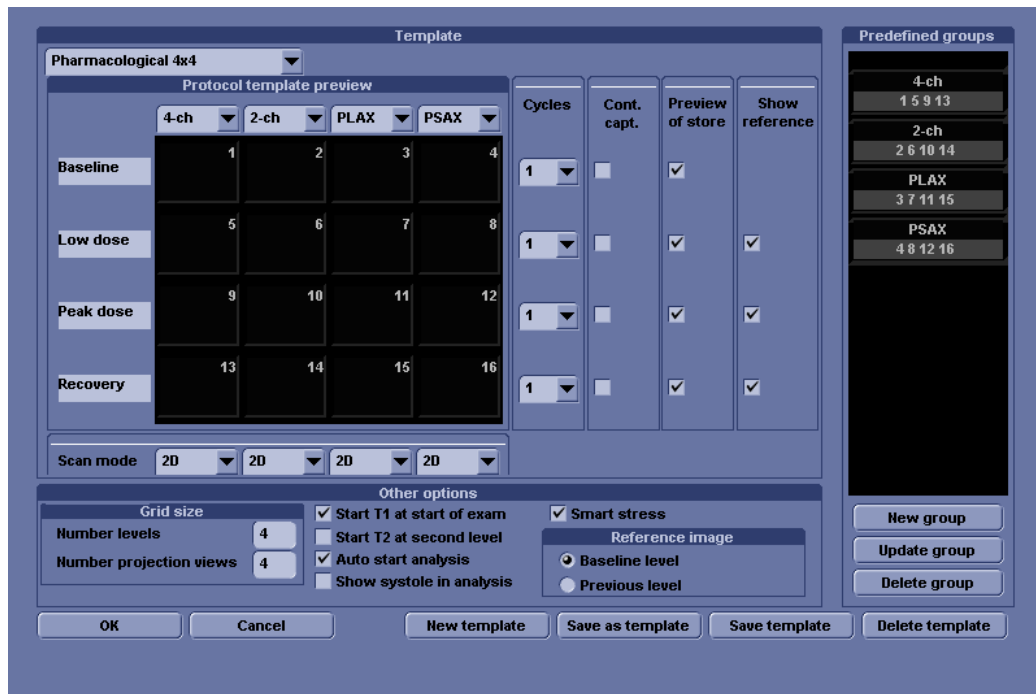 Template
Predefined groups
Pharmacological 4x4
Protocol template preview
4-ch 2-ch PLAX PSAX
Cycles
Cont. capt.
Preview of store
Show reference
Baseline 1 2 3 4 1
Low dose 5 6 7 8 1
Peak dose 9 10 11 12 1
Recovery 13 14 15 16 1
Scan mode 2D 2D 2D 2D
4-ch
1 5 9 13
2-ch
2 6 10 14
PLAX
3 7 11 15
PSAX
4 8 12 16
Other options
Grid size
Number levels 4
Number projection views 4
Start T1 at start of exam
Start T2 at second level
Auto start analysis
Show systole in analysis
Smart stress
Reference image
Baseline level
Previous level
New group
Update group
Delete group
OK Cancel New template Save as template Save template Delete template